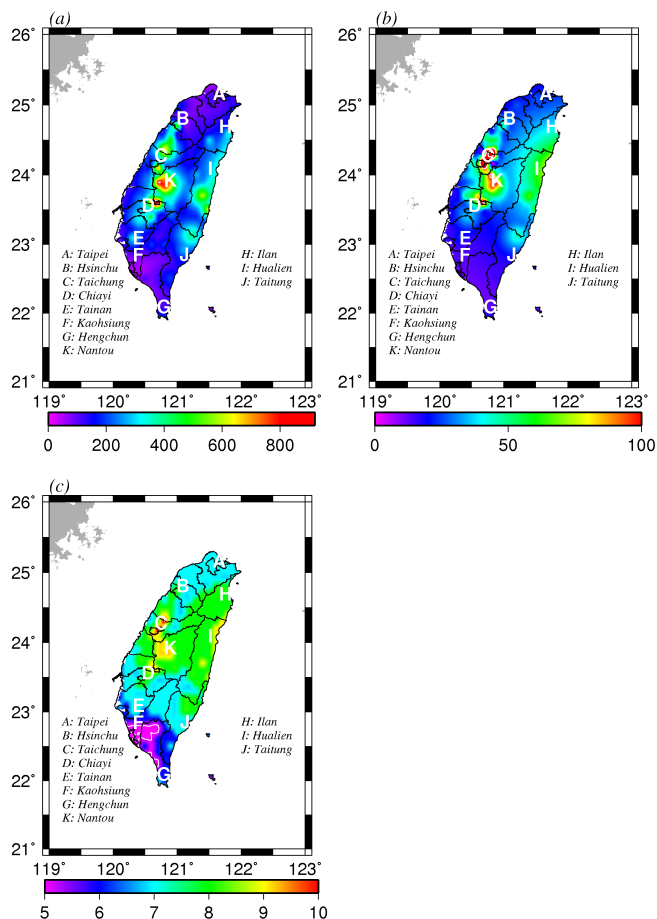 (a)
26°
25°
24°
23°
22°
21°
119° 120° 121° 122° 123°
A
B
H
C
I
K
D
E
F
J
G
A: Taipei
B: Hsinchu
C: Taichung
D: Chiayi
E: Tainan
F: Kaohsiung
G: Hengchun
K: Nantou
H: Ilan
I: Hualien
J: Taitung
0 200 400 600 800
(b)
26°
25°
24°
23°
22°
21°
119° 120° 121° 122° 123°
A
B
H
C
I
K
D
E
F
J
G
A: Taipei
B: Hsinchu
C: Taichung
D: Chiayi
E: Tainan
F: Kaohsiung
G: Hengchun
K: Nantou
H: Ilan
I: Hualien
J: Taitung
0 50 100
(c)
26°
25°
24°
23°
22°
21°
119° 120° 121° 122° 123°
A
B
H
C
I
K
D
E
F
J
G
A: Taipei
B: Hsinchu
C: Taichung
D: Chiayi
E: Tainan
F: Kaohsiung
G: Hengchun
K: Nantou
H: Ilan
I: Hualien
J: Taitung
5 6 7 8 9 10